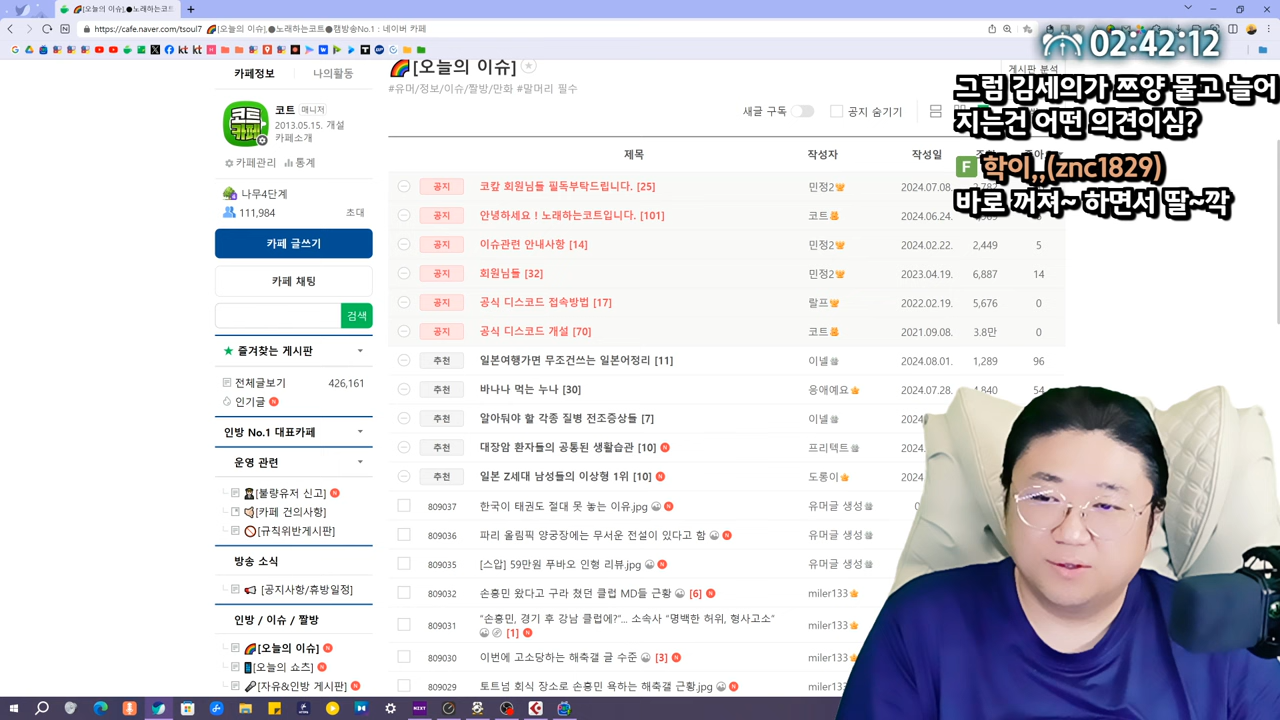 [오늘의 이슈],●노래하는코트
https://cafe.naver.com/tsoul7
[오늘의 이슈],●노래하는코트●캠방송No.1 : 네이버 카페
02:42:12
그럼 김세의가 쯔양 물고 늘어
지는건 어떤 의견이심?
F 학이,,(znc1829)
바로 꺼져~ 하면서 딸~깍
카페정보
나의활동
코트 매니저
2013.05.15. 개설
카페소개
카페관리
통계
나무4단계
111,984
초대
카페 글쓰기
카페 채팅
검색
즐겨찾는 게시판
전체글보기 426,161
인기글 N
인방 No.1 대표카페
운영 관련
[불량유저 신고] N
[카페 건의사항]
[규칙위반게시판]
방송 소식
[공지사항/휴방일정]
인방 / 이슈 / 짤방
[오늘의 이슈] N
[오늘의 쇼츠] N
[자유&인방 게시판] N
[오늘의 이슈]
게시판 분석
#유머/정보/이슈/짤방/만화 #말머리 필수
새글 구독
공지 숨기기
제목 작성자 작성일
공지 코칼 회원님들 필독부탁드립니다. [25] 민정2 2024.07.08.
공지 안녕하세요 ! 노래하는코트입니다. [101] 코트 2024.06.24.
공지 이슈관련 안내사항 [14] 민정2 2024.02.22. 2,449 5
공지 회원님들 [32] 민정2 2023.04.19. 6,887 14
공지 공식 디스코드 접속방법 [17] 랄프 2022.02.19. 5,676 0
공지 공식 디스코드 개설 [70] 코트 2021.09.08. 3.8만 0
추천 일본여행가면 무조건쓰는 일본어정리 [11] 이넬 2024.08.01. 1,289 96
추천 바나나 먹는 누나 [30] 응애예요 2024.07.28. 4,840 54
추천 알아둬야 할 각종 질병 전조증상들 [7] 이넬 2024
추천 대장암 환자들의 공통된 생활습관 [10] N 프리텍트 2024
추천 일본 Z세대 남성들의 이상형 1위 [10] N 도롱이 2024
809037 한국이 태권도 절대 못 놓는 이유.jpg N 유머글 생성
809036 파리 올림픽 양궁장에는 무서운 전설이 있다고 함 N 유머글 생성
809035 [스압] 59만원 푸바오 인형 리뷰.jpg N 유머글 생성
809032 손흥민 왔다고 구라 쳤던 클럽 MD들 근황 [6] N miler133
809031 "손흥민, 경기 후 강남 클럽에?"... 소속사 "명백한 허위, 형사고소"
[1] N miler133
809030 이번에 고소당하는 해축갤 글 수준 [3] N miler133
809029 토트넘 회식 장소로 손흥민 욕하는 해축갤 근황.jpg N miler133